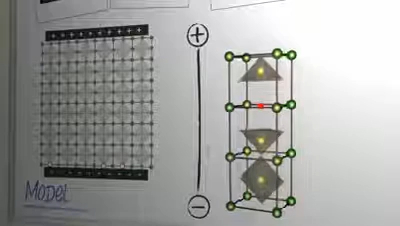 + + + + + + + + + +
+
MODEL
−